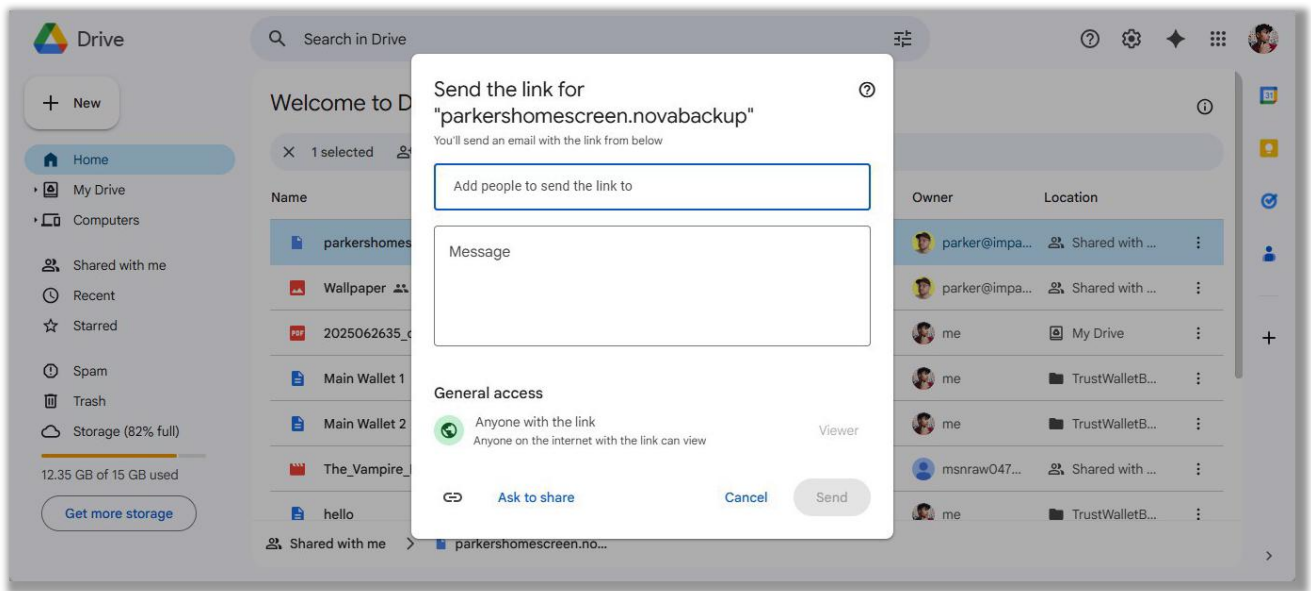 Drive
Search in Drive
New
Home
My Drive
Computers
Shared with me
Recent
Starred
Spam
Trash
Storage (82% full)
12.35 GB of 15 GB used
Get more storage
Welcome to D
1 selected
Name
Owner
Location
parkershomes
parker@impa...
Shared with ...
Wallpaper
parker@impa...
Shared with ...
PDF
2025062635_
me
My Drive
Main Wallet 1
me
TrustWalletB...
Main Wallet 2
me
TrustWalletB...
The_Vampire_
msnraw047...
Shared with ...
hello
me
TrustWalletB...
Shared with me
parkershomescreen.no...
Send the link for
"parkershomescreen.novabackup"
You'll send an email with the link from below
Add people to send the link to
Message
General access
Anyone with the link
Anyone on the internet with the link can view
Viewer
Ask to share
Cancel
Send
31